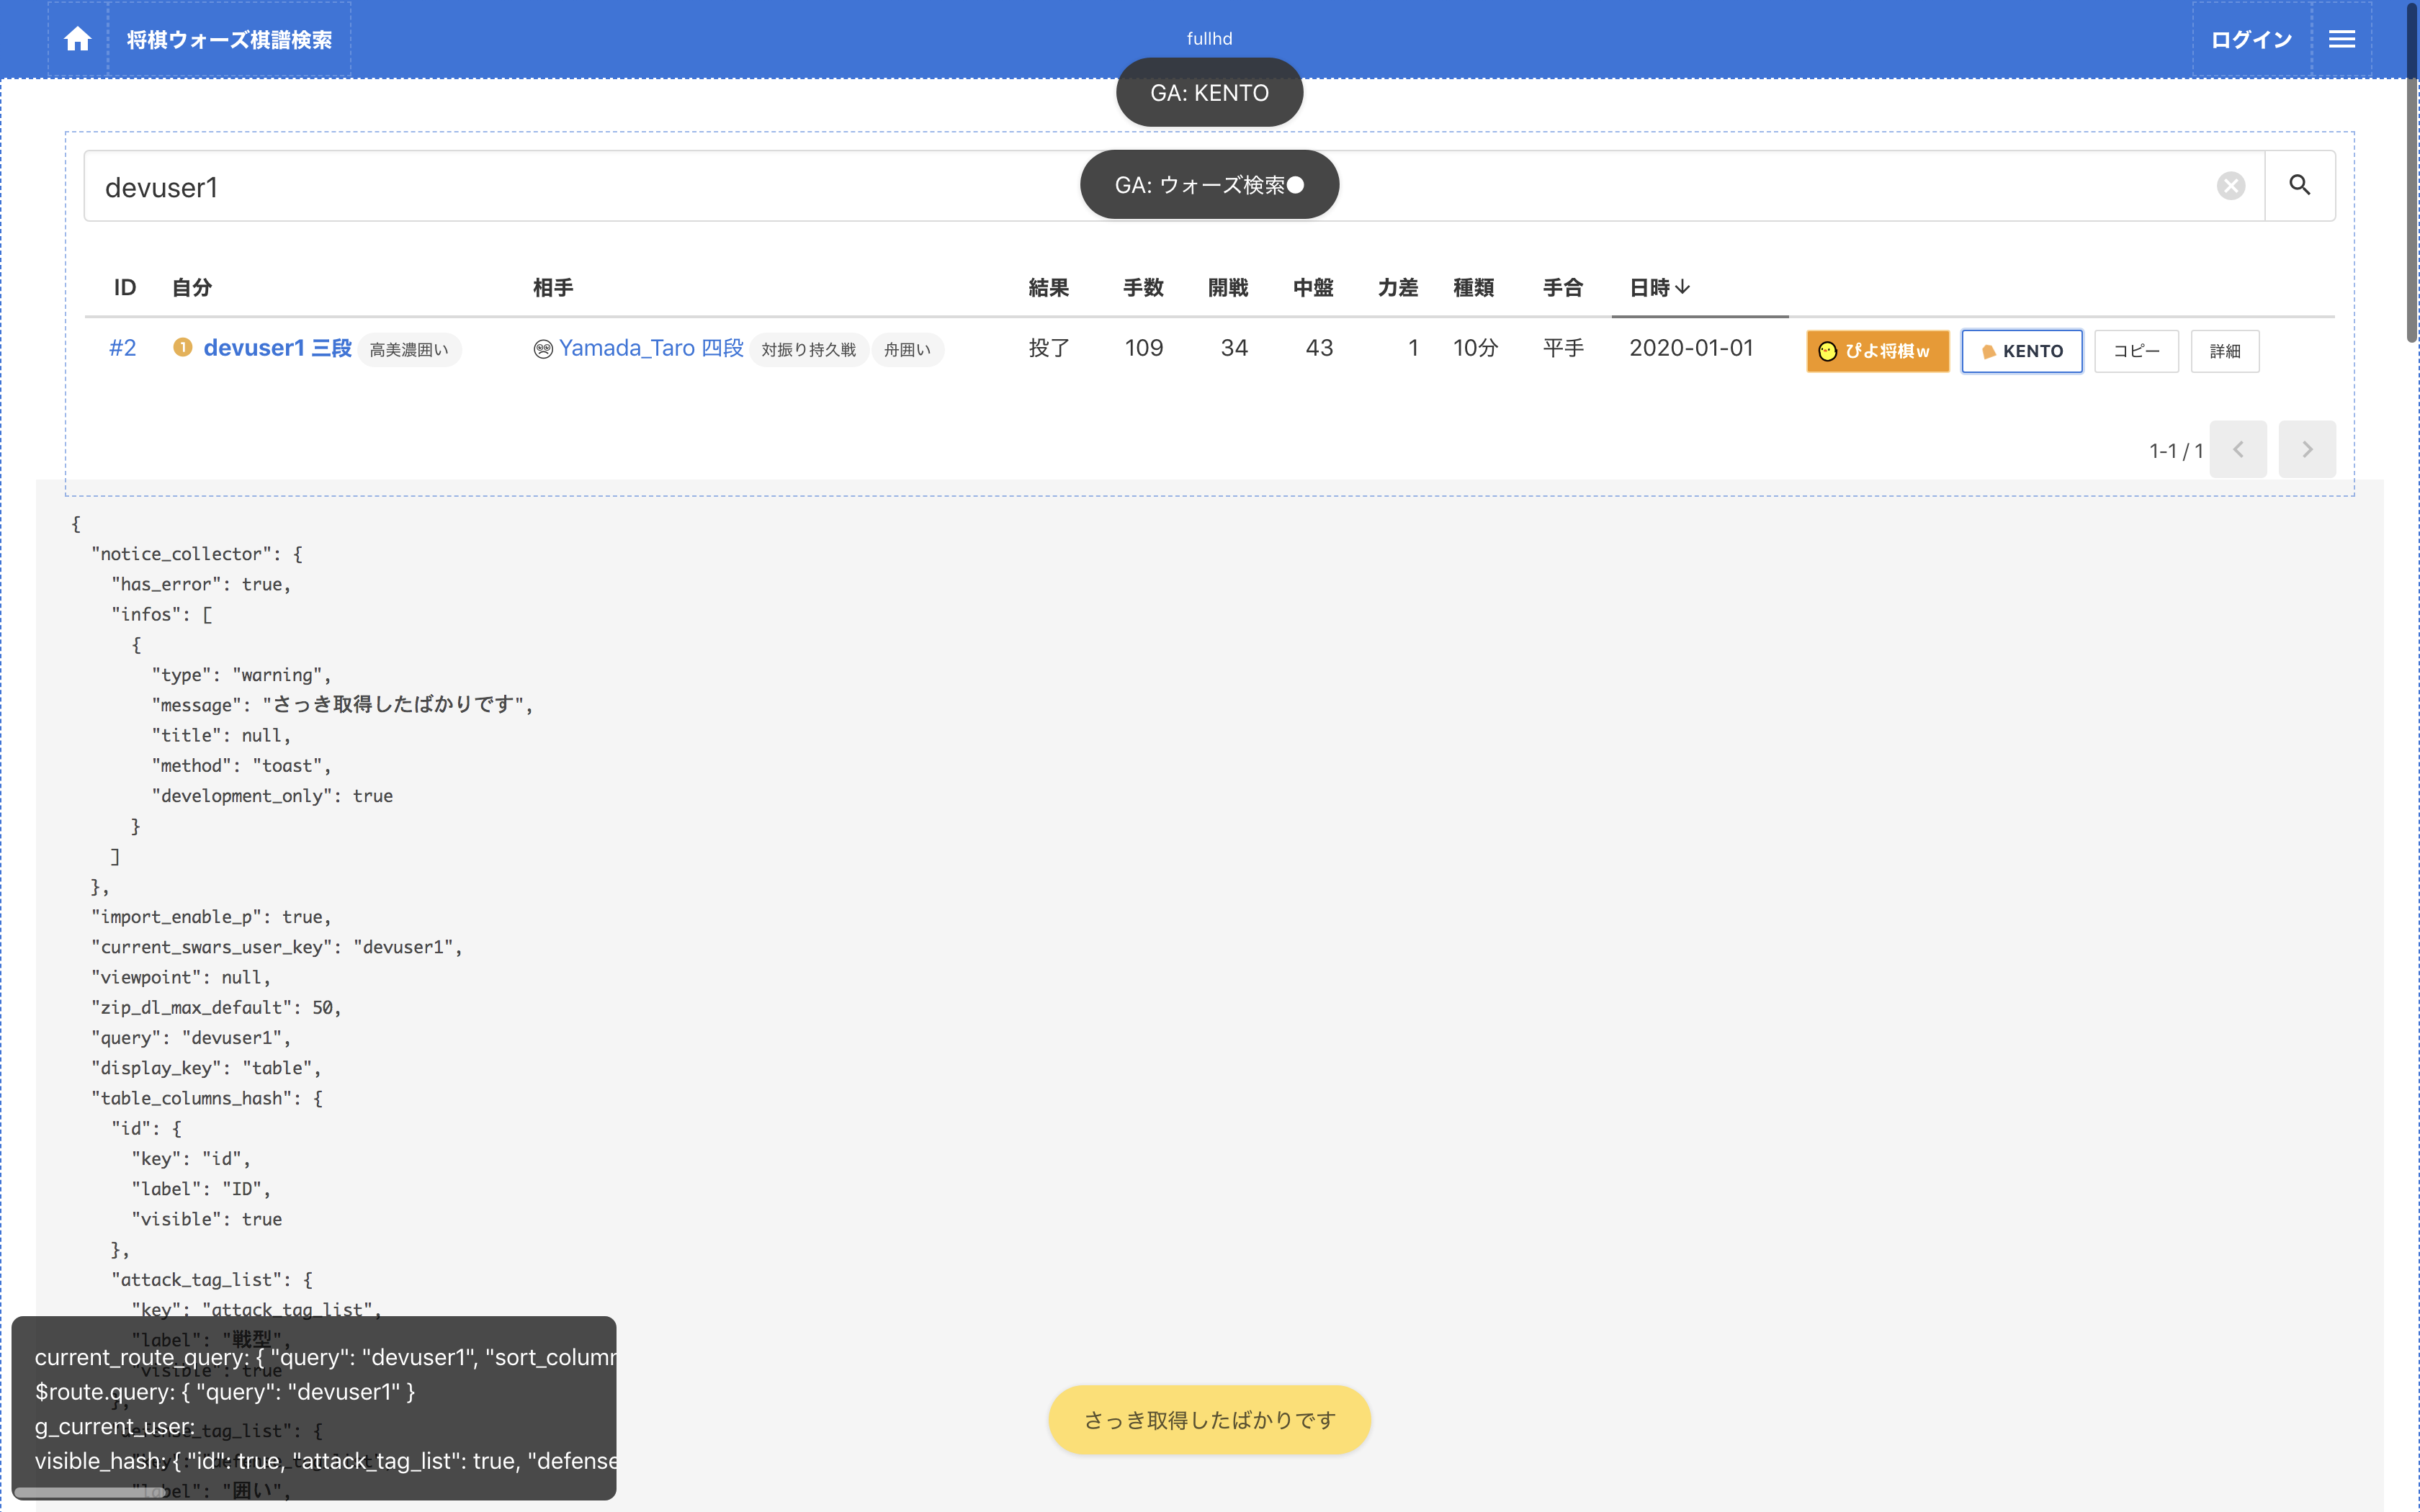 将棋ウォーズ棋譜検索
fullhd
ログイン
GA: KENTO
devuser1
GA: ウォーズ検索●
ID 自分 相手 結果 手数 開戦 中盤 力差 種類 手合 日時
#2 1 devuser1 三段 高美濃囲い Yamada_Taro 四段 対振り持久戦 舟囲い 投了 109 34 43 1 10分 平手 2020-01-01 ぴよ将棋w KENTO コピー 詳細
1-1 / 1
{
"notice_collector": {
"has_error": true,
"infos": [
{
"type": "warning",
"message": "さっき取得したばかりです",
"title": null,
"method": "toast",
"development_only": true
}
]
},
"import_enable_p": true,
"current_swars_user_key": "devuser1",
"viewpoint": null,
"zip_dl_max_default": 50,
"query": "devuser1",
"display_key": "table",
"table_columns_hash": {
"id": {
"key": "id",
"label": "ID",
"visible": true
},
"attack_tag_list": {
"key": "attack_tag_list",
"label": "戦型",
current_route_query: { "query": "devuser1", "sort_column
"visible": true
$route.query: { "query": "devuser1" }
},
g_current_user:
visible_hash: { "id": true, "attack_tag_list": true, "defense
"label": "囲い",
さっき取得したばかりです